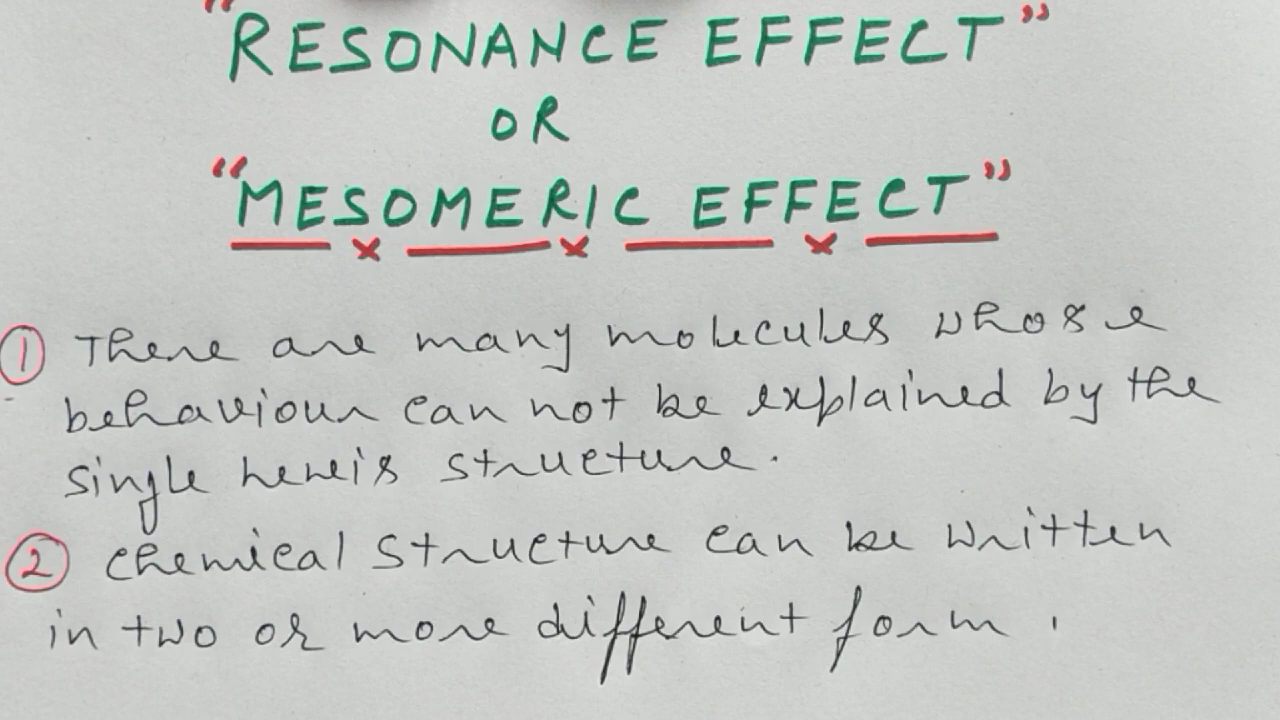 "RESONANCE EFFECT"
OR
"MESOMERIC EFFECT"
① There are many molecules whose
behaviour can not be explained by the
single lewis structure.
② chemical structure can be written
in two or more different form.